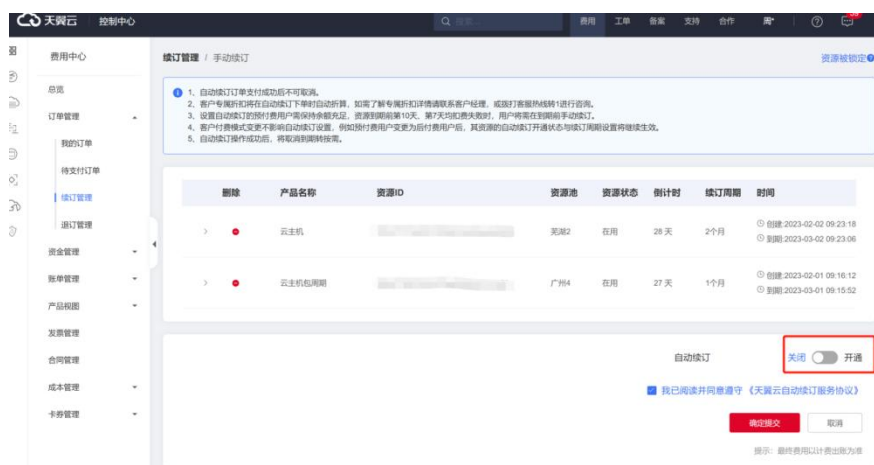 天翼云 控制中心 费用 工单 备案 支持 合作
费用中心
续订管理 / 手动续订
资源被锁定
总览
订单管理
我的订单
待支付订单
续订管理
退订管理
资金管理
账单管理
产品视图
发票管理
合同管理
成本管理
卡券管理
1、自动续订订单支付成功后不可取消。
2、客户专属折扣将在自动续订下单时自动折算，如需了解专属折扣详情请联系客户经理，或拨打客服热线转1进行咨询。
3、设置自动续订的预付费用户需保持余额充足，资源到期前第10天、第7天均扣费失败时，用户将需在到期前手动续订。
4、客户付费模式变更不影响自动续订设置，例如预付费用户变更为后付费用户后，其资源的自动续订开通状态与续订周期设置将继续生效。
5、自动续订操作成功后，将取消到期转按需。
删除 产品名称 资源ID 资源池 资源状态 倒计时 续订周期 时间
云主机 芜湖2 在用 28 天 2个月 创建:2023-02-02 09:23:18
到期:2023-03-02 09:23:06
云主机包周期 广州4 在用 27 天 1个月 创建:2023-02-01 09:16:12
到期:2023-03-01 09:15:52
自动续订 关闭 开通
我已阅读并同意遵守《天翼云自动续订服务协议》
确定提交 取消
提示：最终费用以计费出账为准